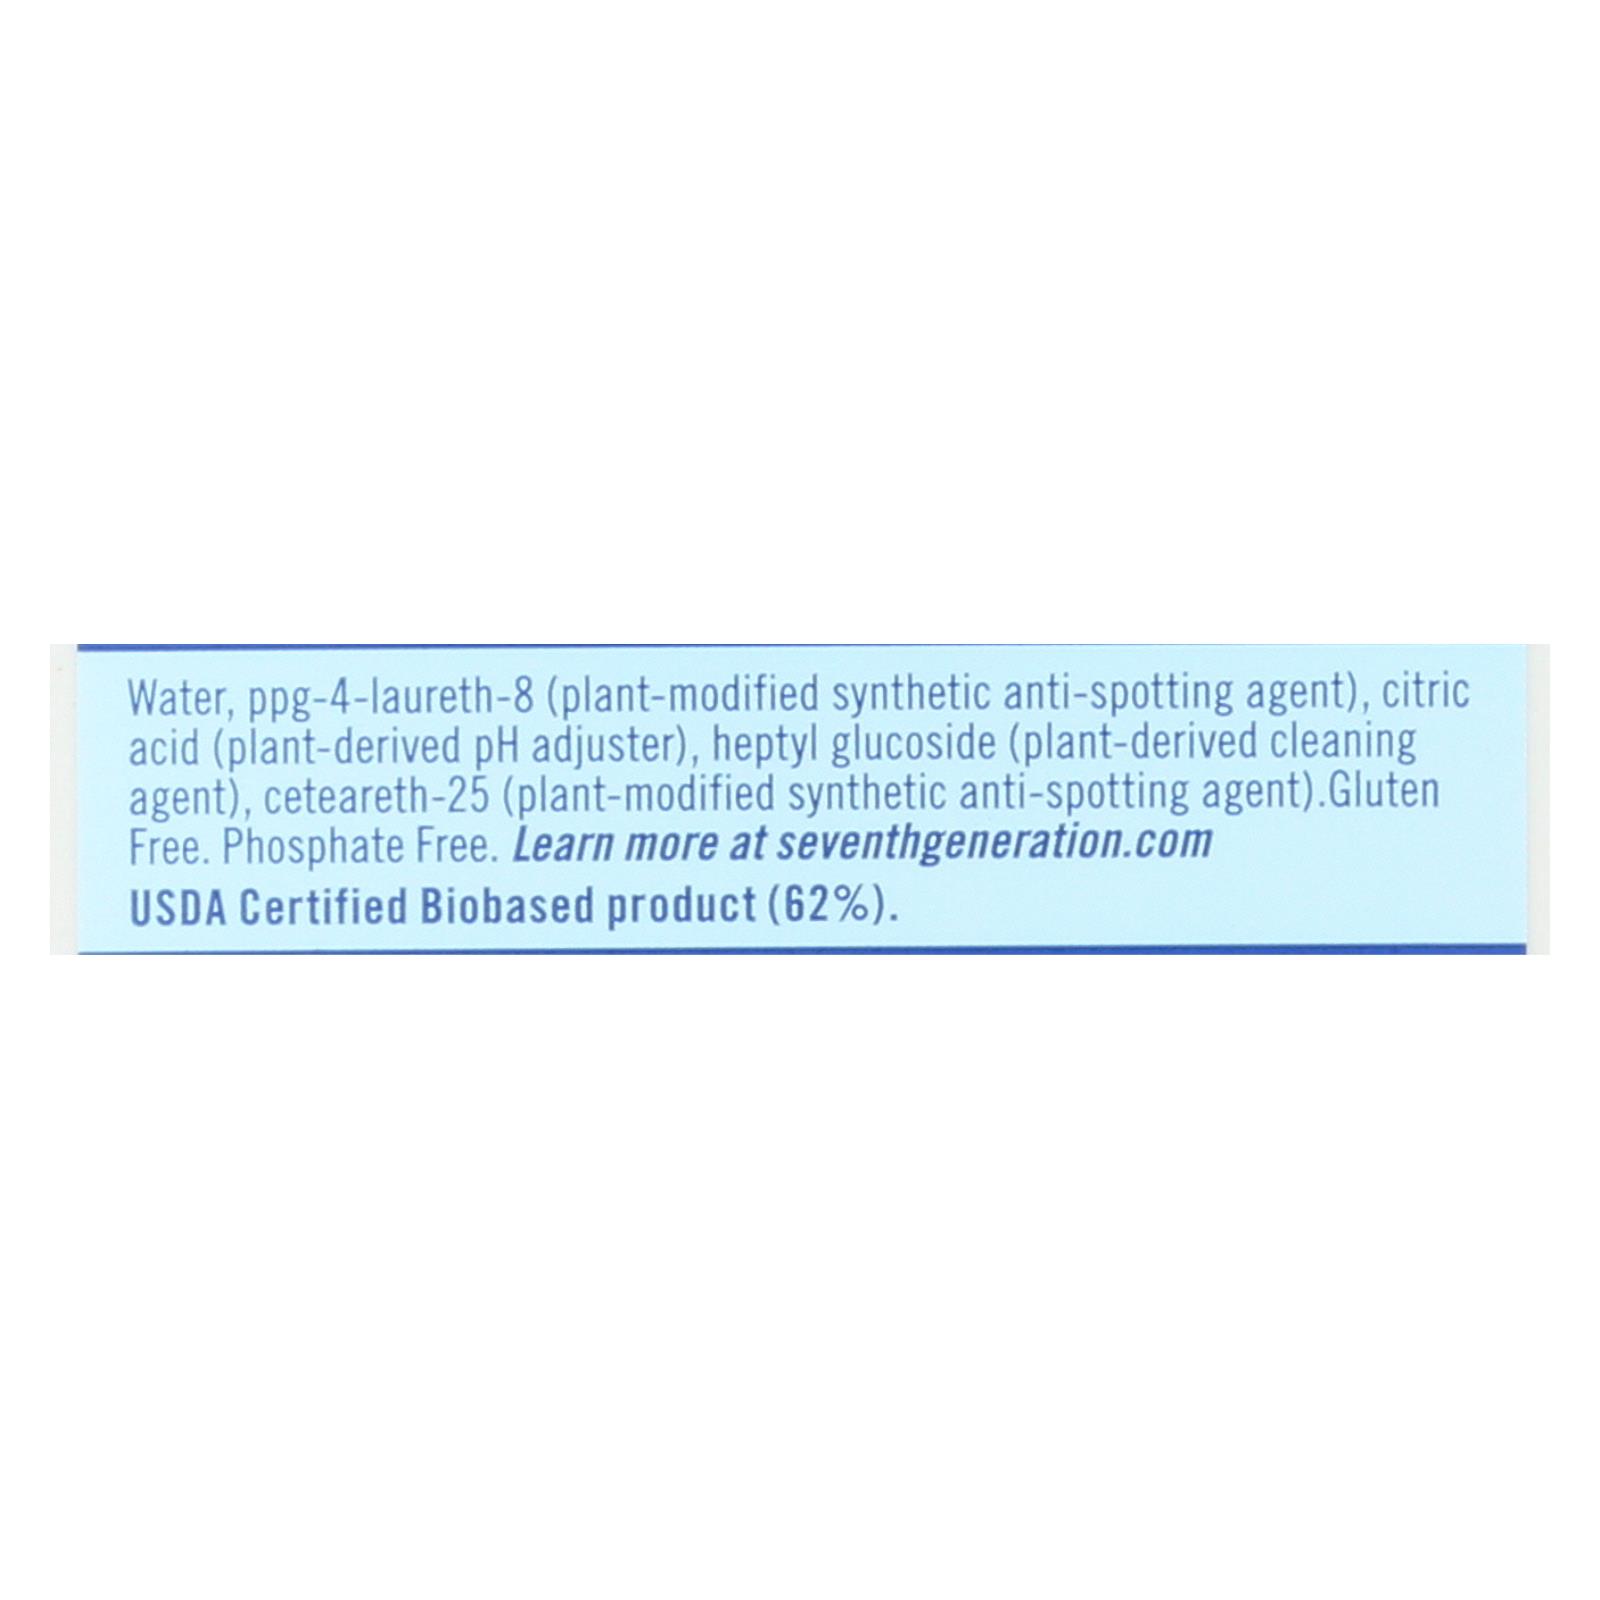 Water, ppg-4-laureth-8 (plant-modified synthetic anti-spotting agent), citric
acid (plant-derived pH adjuster), heptyl glucoside (plant-derived cleaning
agent), ceteareth-25 (plant-modified synthetic anti-spotting agent).Gluten
Free. Phosphate Free. Learn more at seventhgeneration.com
USDA Certified Biobased product (62%).